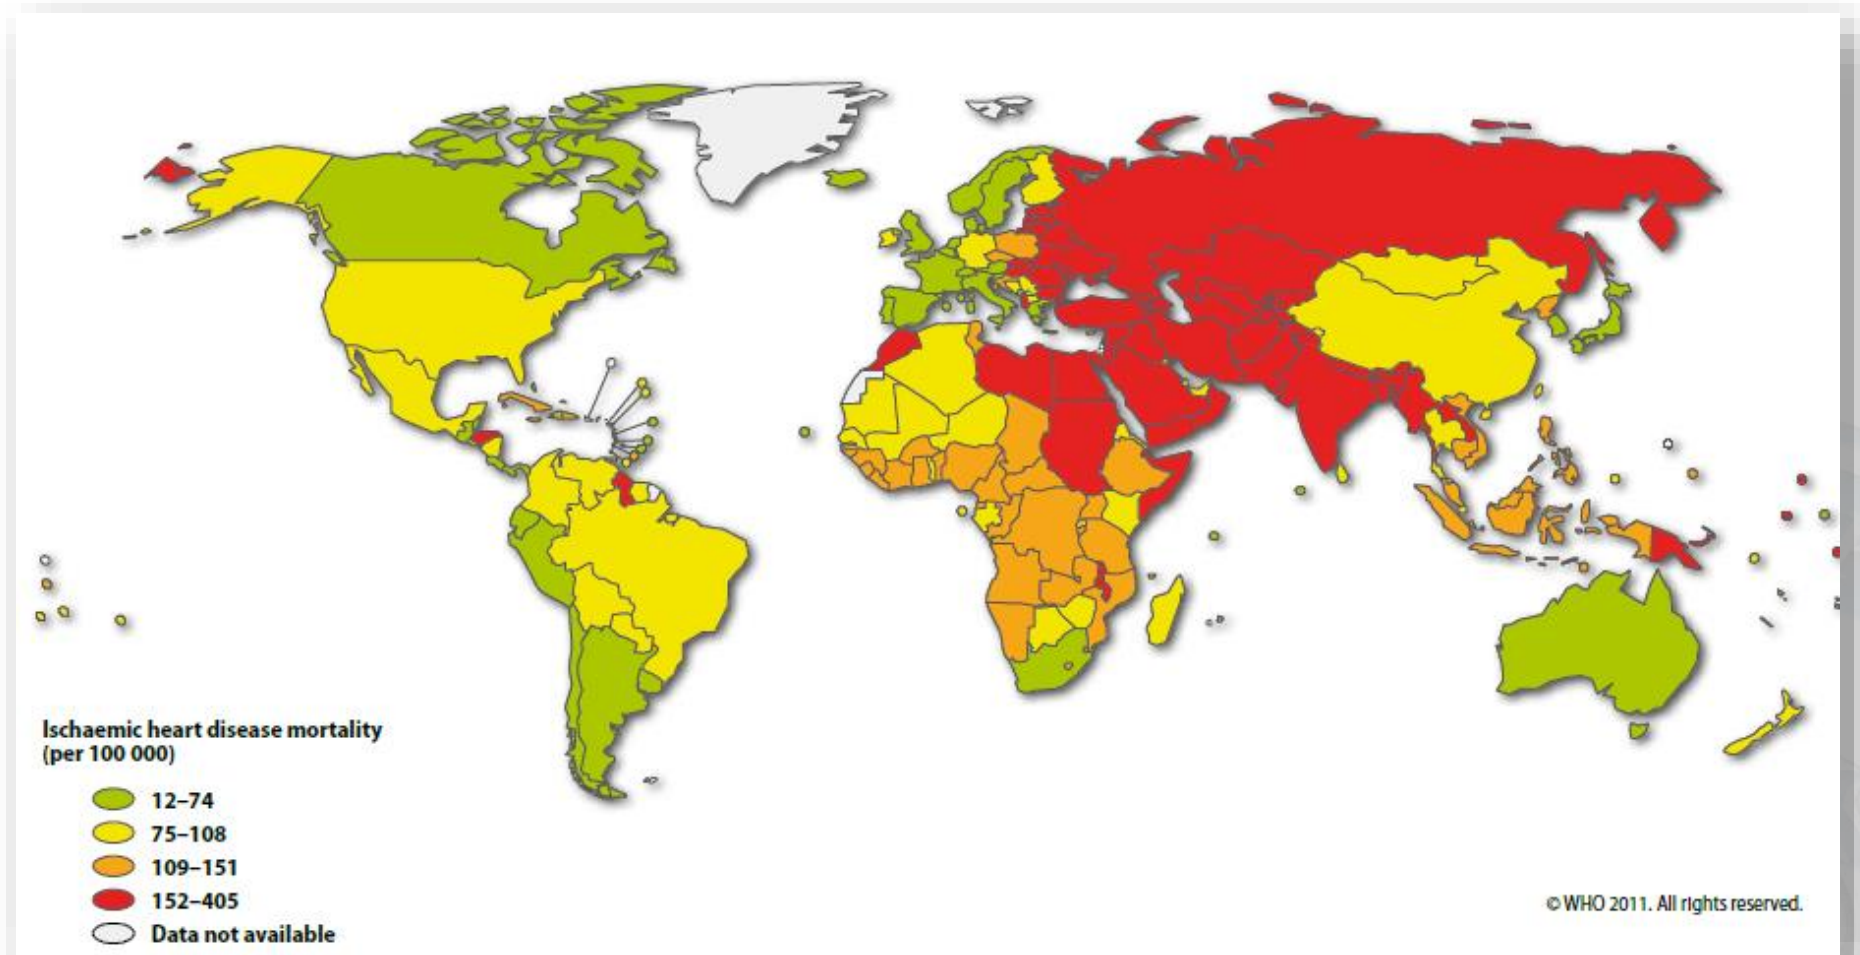 Ischaemic heart disease mortality
(per 100 000)
12–74
75–108
109–151
152–405
Data not available
© WHO 2011. All rights reserved.